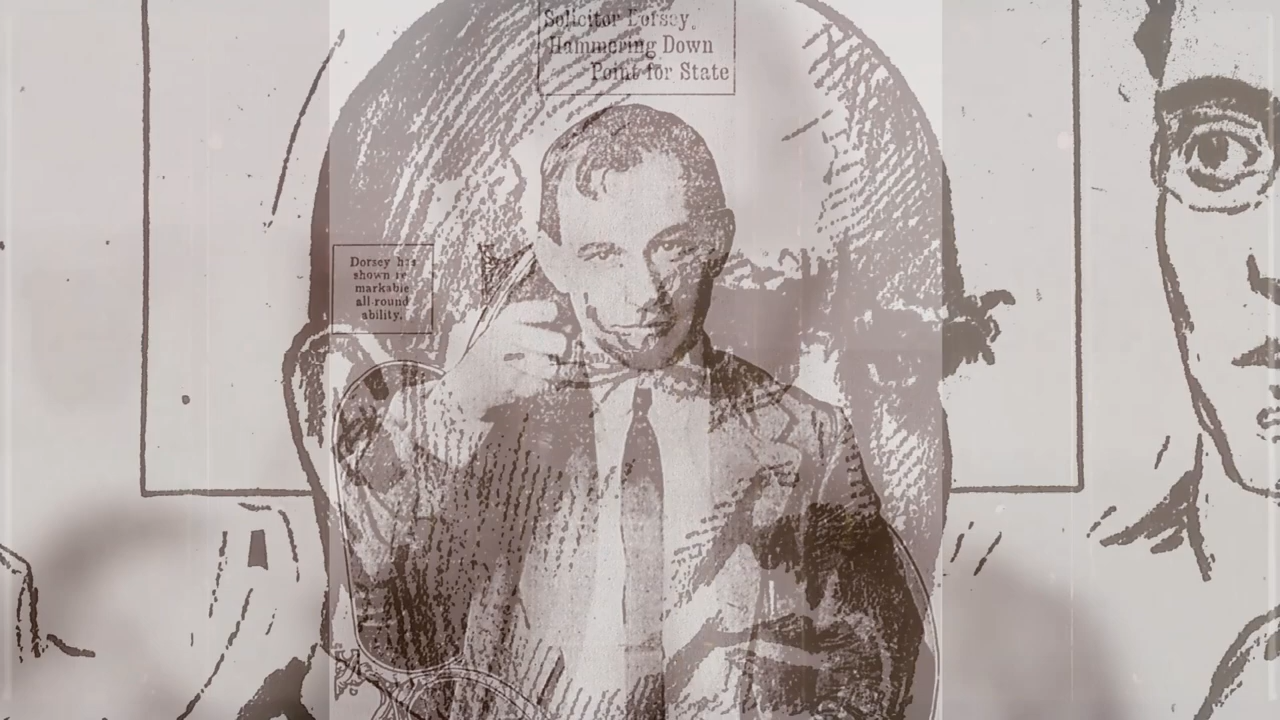 Solicitor Dorsey,
Hammering Down
Point for State
Dorsey has
shown re-
markable
all-round
ability.